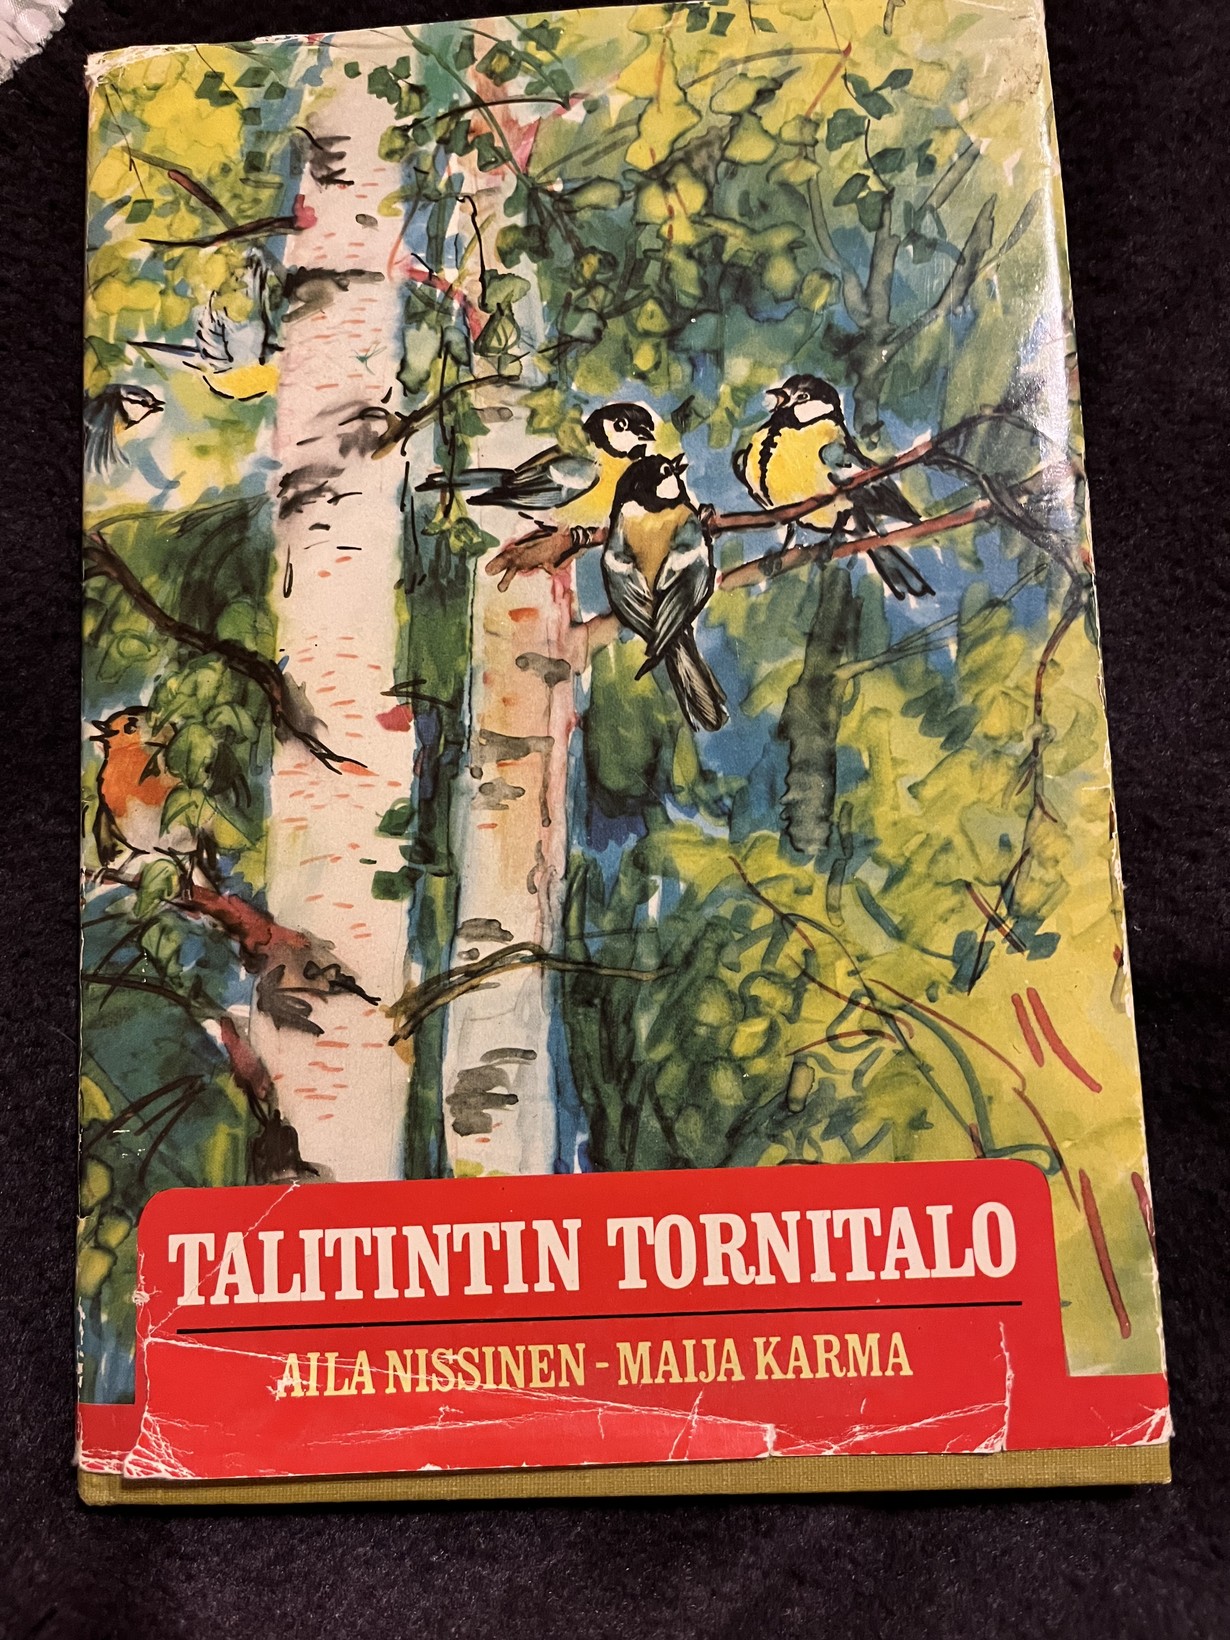 TALITINTIN TORNITALO
AILA NISSINEN - MAIJA KARMA